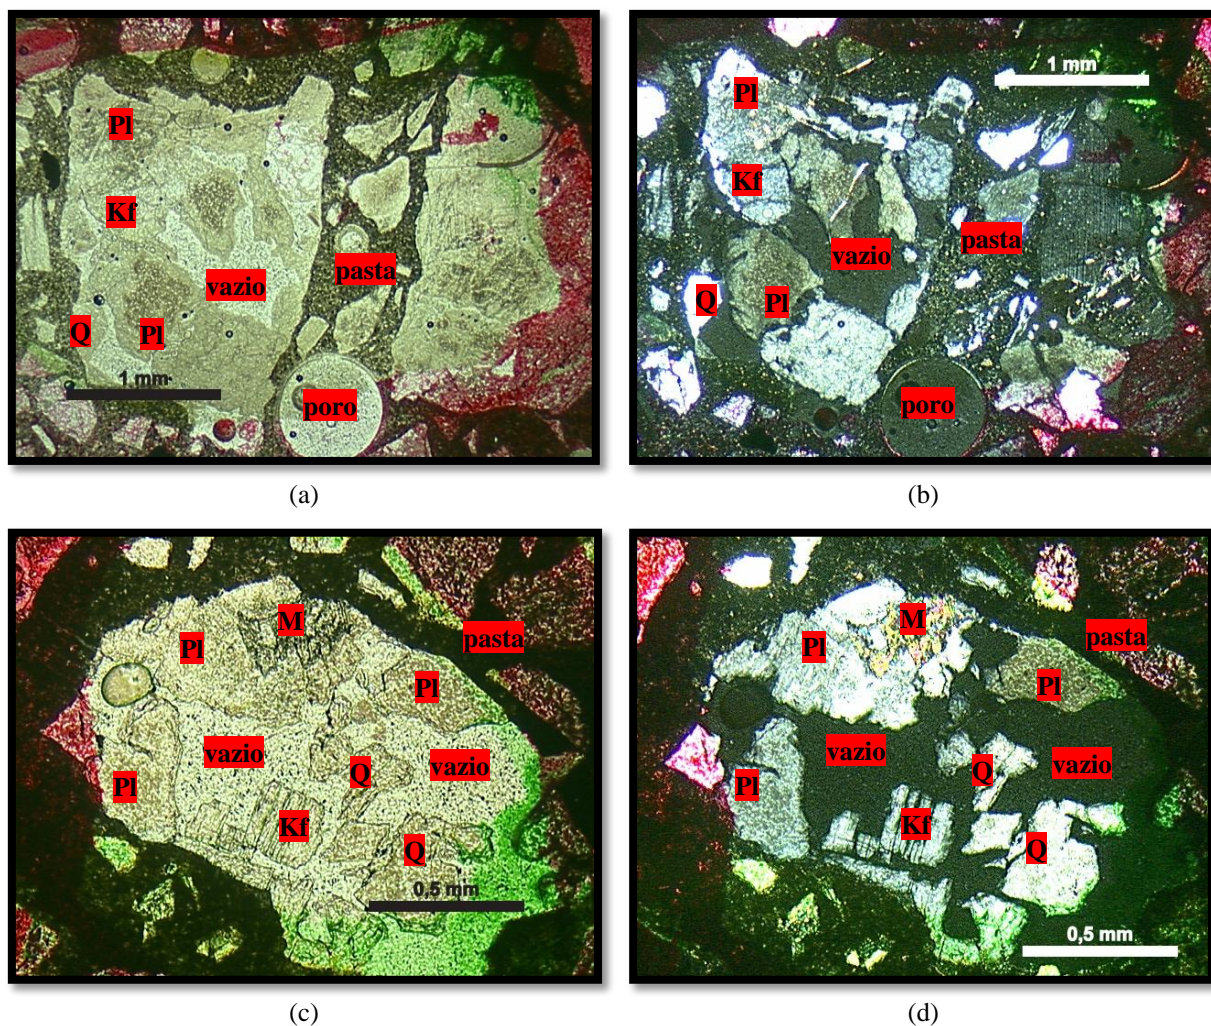 Pl
Kf
pasta
vazio
Q
Pl
1 mm
poro
(a)
1 mm
Pl
Kf
pasta
vazio
Q
Pl
poro
(b)
M
Pl
pasta
Pl
vazio
vazio
Q
Pl
Kf
Q
0.5 mm
(c)
M
Pl
pasta
Pl
vazio
vazio
Q
Pl
Kf
Q
0,5 mm
(d)